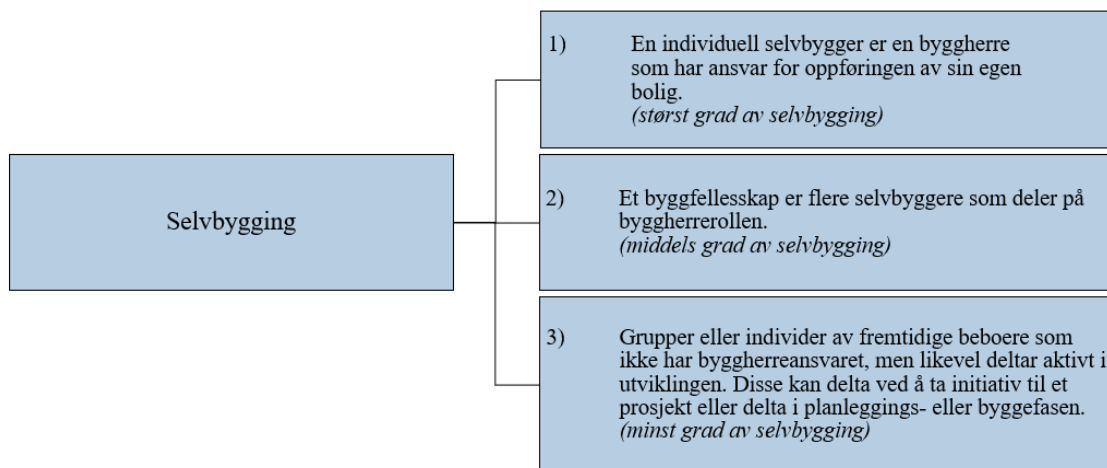 Selvbygging
1) En individuell selvbygger er en byggherre
som har ansvar for oppføringen av sin egen
bolig.
(størst grad av selvbygging)
2) Et byggfellesskap er flere selvbyggere som deler på
byggherrerollen.
(middels grad av selvbygging)
3) Grupper eller individer av fremtidige beboere som
ikke har byggherreansvaret, men likevel deltar aktivt i
utviklingen. Disse kan delta ved å ta initiativ til et
prosjekt eller delta i planleggings- eller byggefasen.
(minst grad av selvbygging)